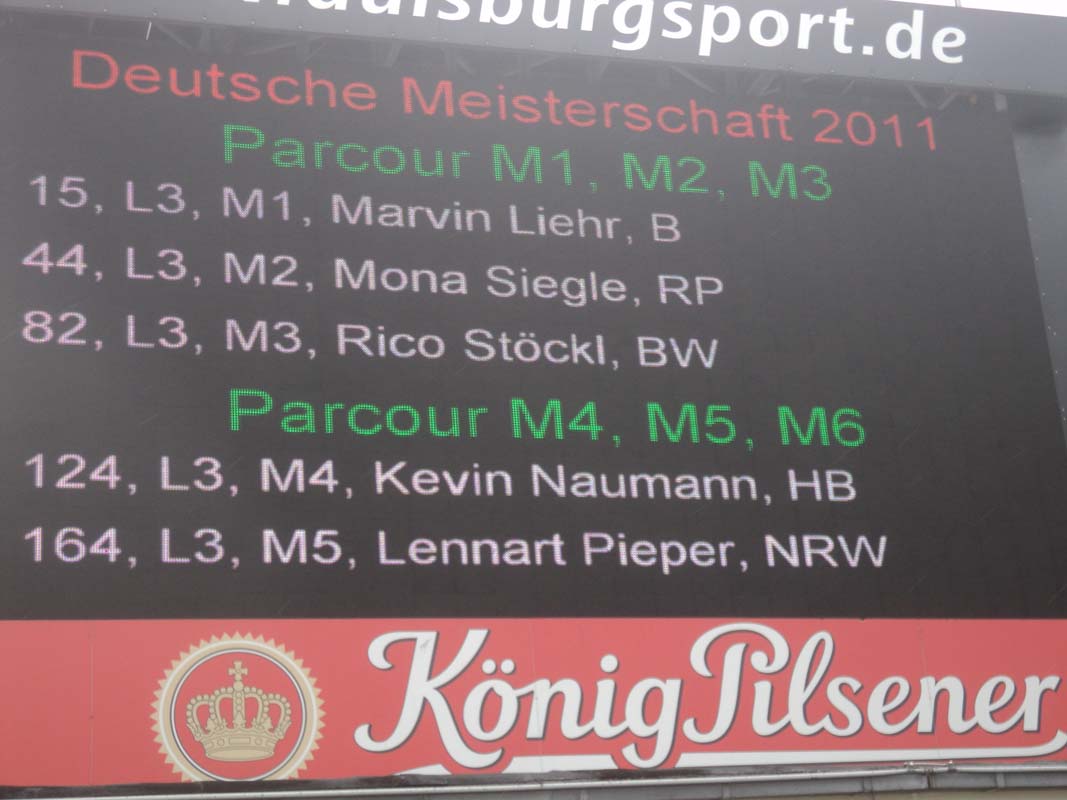 duisburgsport.de
Deutsche Meisterschaft 2011
Parcour M1, M2, M3
15, L3, M1, Marvin Liehr, B
44, L3, M2, Mona Siegle, RP
82, L3, M3, Rico Stöckl, BW
Parcour M4, M5, M6
124, L3, M4, Kevin Naumann, HB
164, L3, M5, Lennart Pieper, NRW
König Pilsener